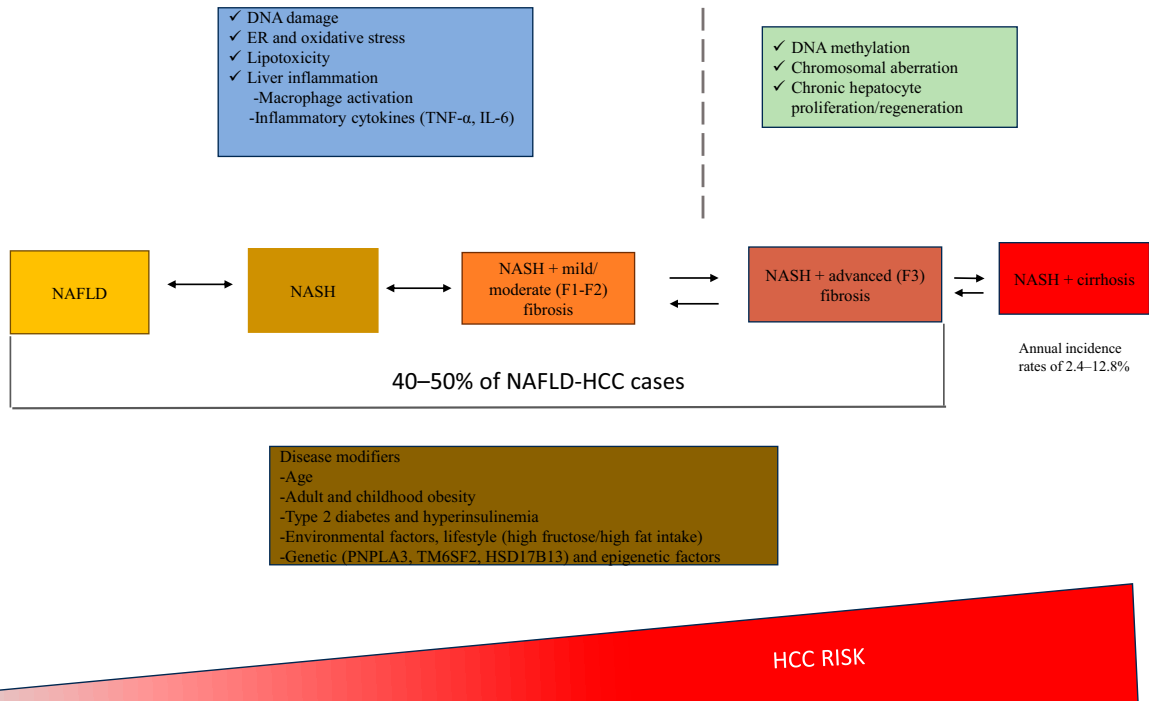 ✓ DNA damage
✓ ER and oxidative stress
✓ Lipotoxicity
✓ Liver inflammation
-Macrophage activation
-Inflammatory cytokines (TNF-α, IL-6)
✓ DNA methylation
✓ Chromosomal aberration
✓ Chronic hepatocyte
proliferation/regeneration
NAFLD
NASH
NASH + mild/
moderate (F1-F2)
fibrosis
NASH + advanced (F3)
fibrosis
NASH + cirrhosis
Annual incidence
rates of 2.4–12.8%
40–50% of NAFLD-HCC cases
Disease modifiers
-Age
-Adult and childhood obesity
-Type 2 diabetes and hyperinsulinemia
-Environmental factors, lifestyle (high fructose/high fat intake)
-Genetic (PNPLA3, TM6SF2, HSD17B13) and epigenetic factors
HCC RISK